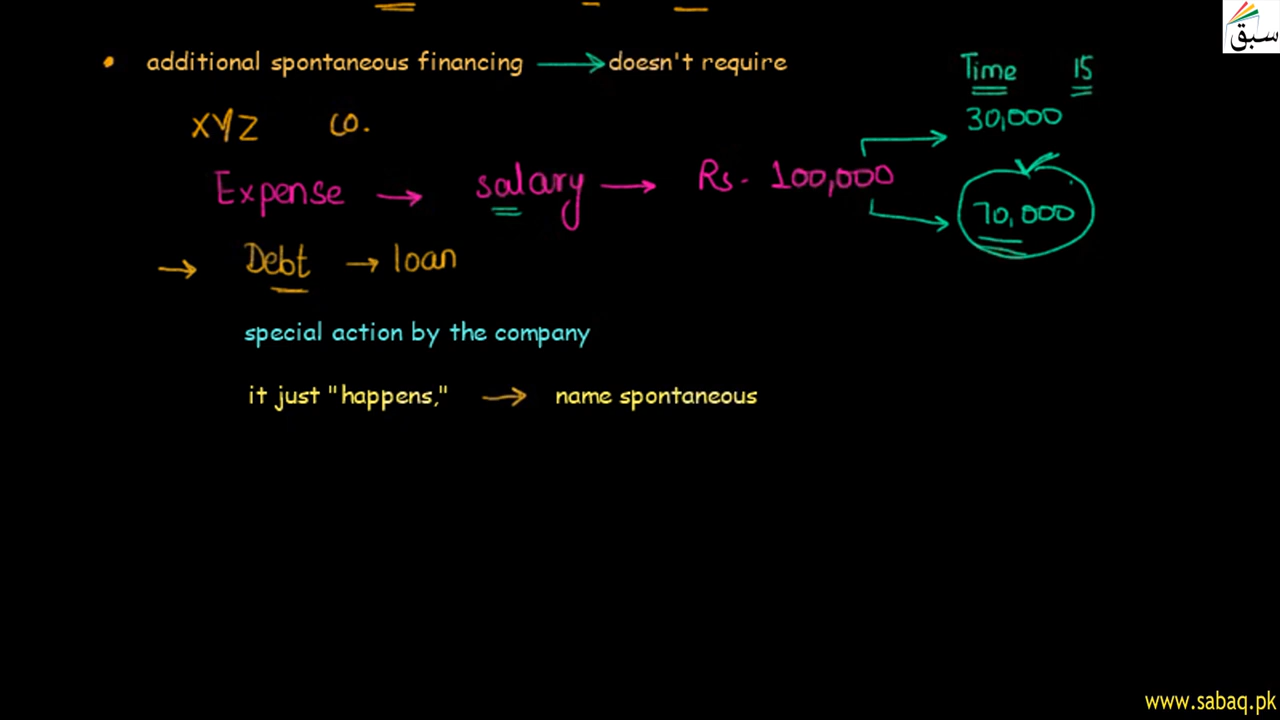 سبق
• additional spontaneous financing → doesn't require
Time 15
XYZ co.
30,000
Expense → salary → Rs. 100,000
70,000
→ Debt → loan
special action by the company
it just "happens," → name spontaneous
www.sabaq.pk